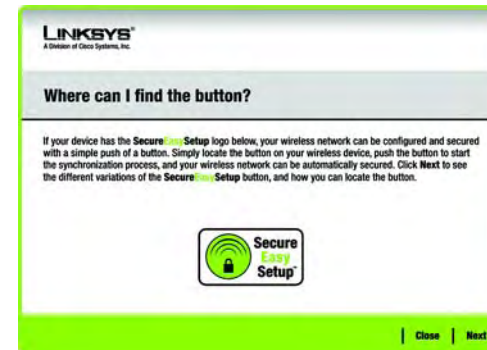 LINKSYS®
A Division of Cisco Systems, Inc.
Where can I find the button?
If your device has the SecureEasySetup logo below, your wireless network can be configured and secured
with a simple push of a button. Simply locate the button on your wireless device, push the button to start
the synchronization process, and your wireless network can be automatically secured. Click Next to see
the different variations of the SecureEasySetup button, and how you can locate the button.
Secure
Easy
Setup™
Close | Next